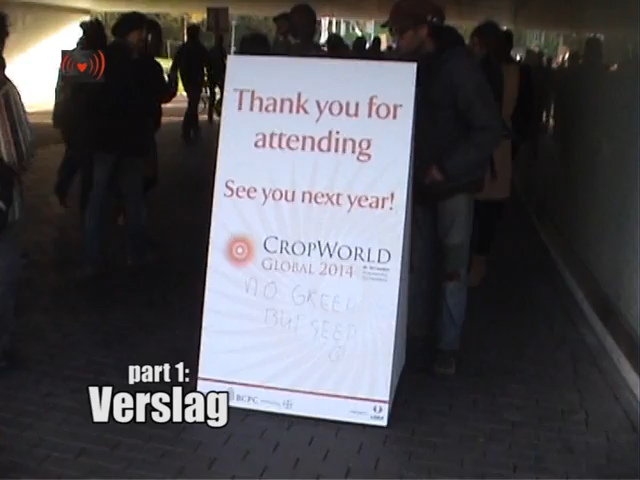 Thank you for
attending
See you next year!
CROPWORLD
GLOBAL 2014
NO GREED
BUT SEED
BCPC
part 1:
Verslag